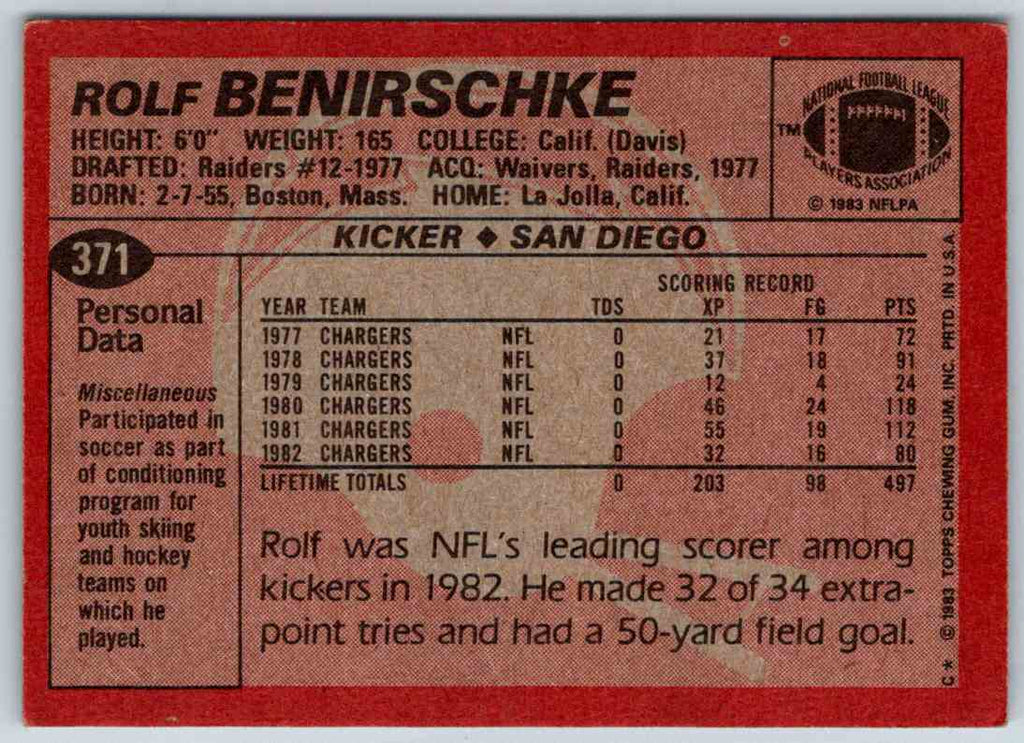 ROLF BENIRSCHKE
HEIGHT: 6'0" WEIGHT: 165 COLLEGE: Calif. (Davis)
DRAFTED: Raiders #12-1977 ACQ: Waivers, Raiders, 1977
BORN: 2-7-55, Boston, Mass. HOME: La Jolla, Calif.
NATIONAL FOOTBALL LEAGUE
TM
PLAYERS ASSOCIATION
© 1983 NFLPA
371
KICKER ◆ SAN DIEGO
Personal
Data
Miscellaneous
Participated in
soccer as part
of conditioning
program for
youth skiing
and hockey
teams on
which he
played.
SCORING RECORD
YEAR TEAM TDS XP FG PTS
1977 CHARGERS NFL 0 21 17 72
1978 CHARGERS NFL 0 37 18 91
1979 CHARGERS NFL 0 12 4 24
1980 CHARGERS NFL 0 46 24 118
1981 CHARGERS NFL 0 55 19 112
1982 CHARGERS NFL 0 32 16 80
LIFETIME TOTALS 0 203 98 497
Rolf was NFL's leading scorer among
kickers in 1982. He made 32 of 34 extra-
point tries and had a 50-yard field goal.
C* © 1983 TOPPS CHEWING GUM, INC. PRTD. IN U.S.A.